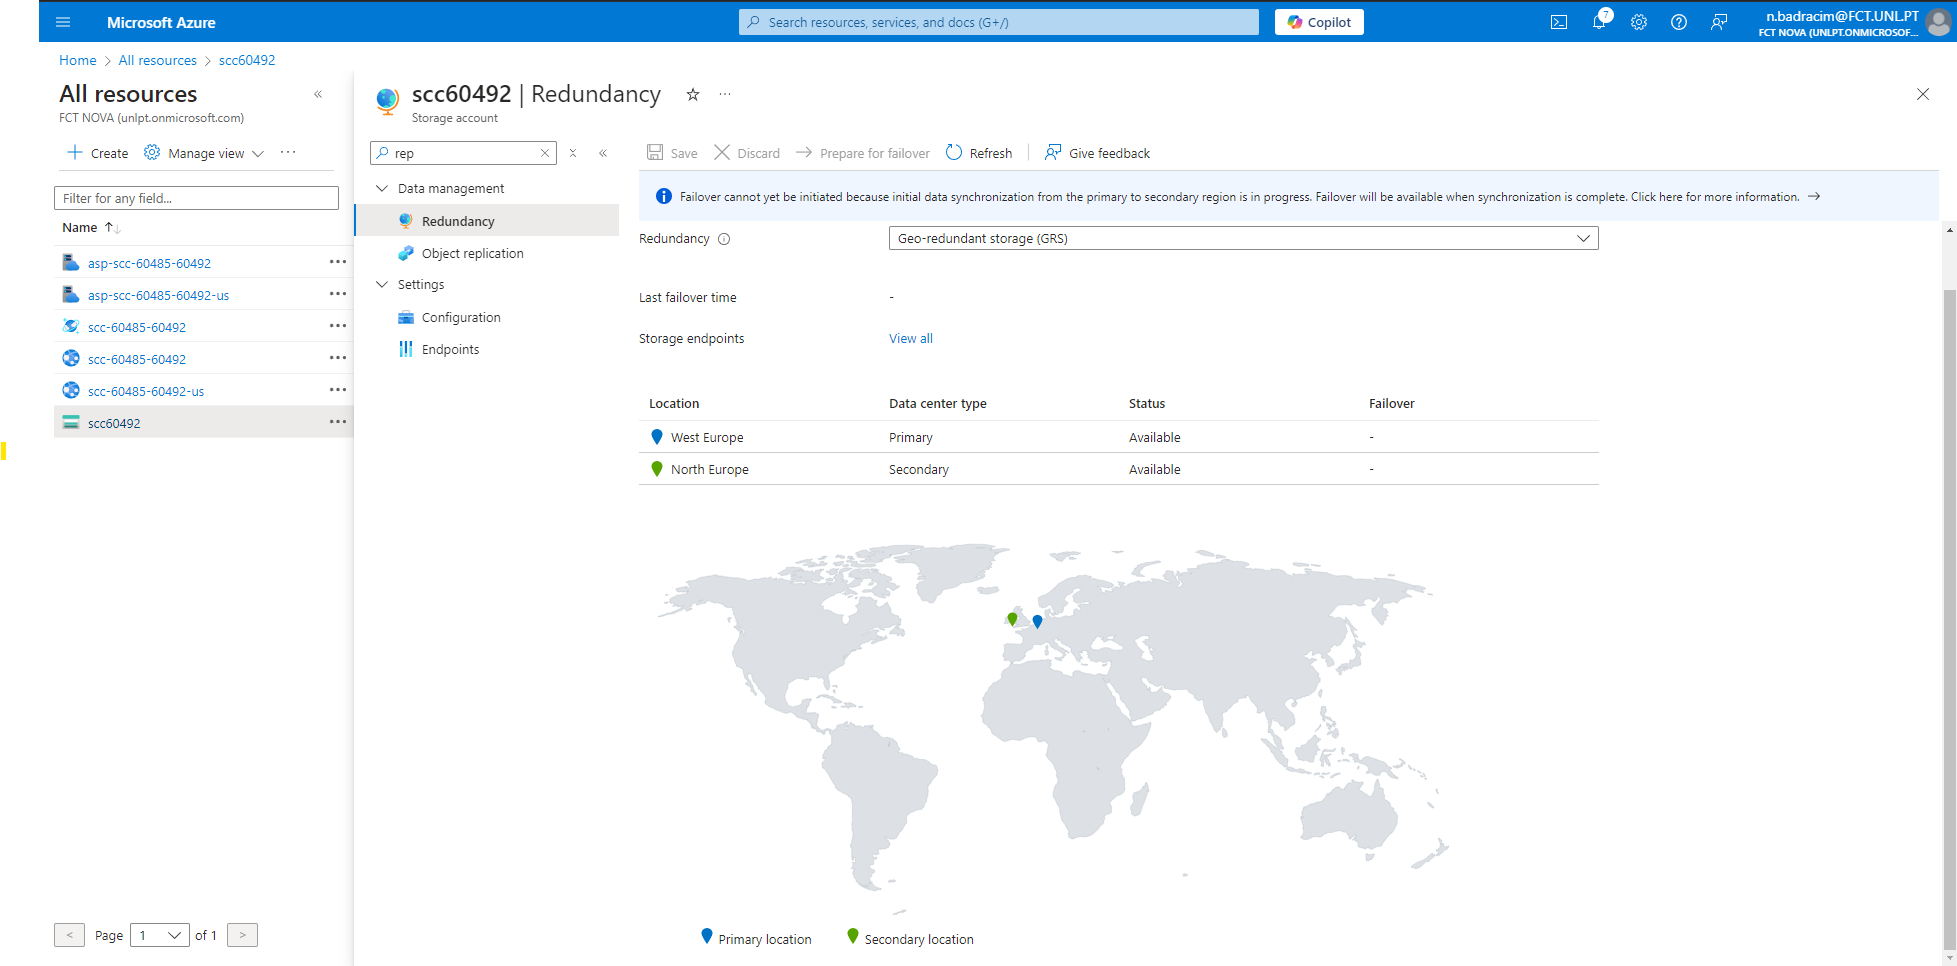 Microsoft Azure
Search resources, services, and docs (G+/)
Copilot
7
n.badracim@FCT.UNL.PT
FCT NOVA (UNLPT.ONMICROSOF...
Home > All resources > scc60492
All resources
FCT NOVA (unlpt.onmicrosoft.com)
Create
Manage view
Filter for any field...
Name
asp-scc-60485-60492
asp-scc-60485-60492-us
scc-60485-60492
scc-60485-60492
scc-60485-60492-us
scc60492
< Page 1 of 1 >
scc60492 | Redundancy
Storage account
rep
Data management
Redundancy
Object replication
Settings
Configuration
Endpoints
Save
Discard
Prepare for failover
Refresh
Give feedback
Failover cannot yet be initiated because initial data synchronization from the primary to secondary region is in progress. Failover will be available when synchronization is complete. Click here for more information.
Redundancy Geo-redundant storage (GRS)
Last failover time -
Storage endpoints View all
Location Data center type Status Failover
West Europe Primary Available -
North Europe Secondary Available -
Primary location Secondary location